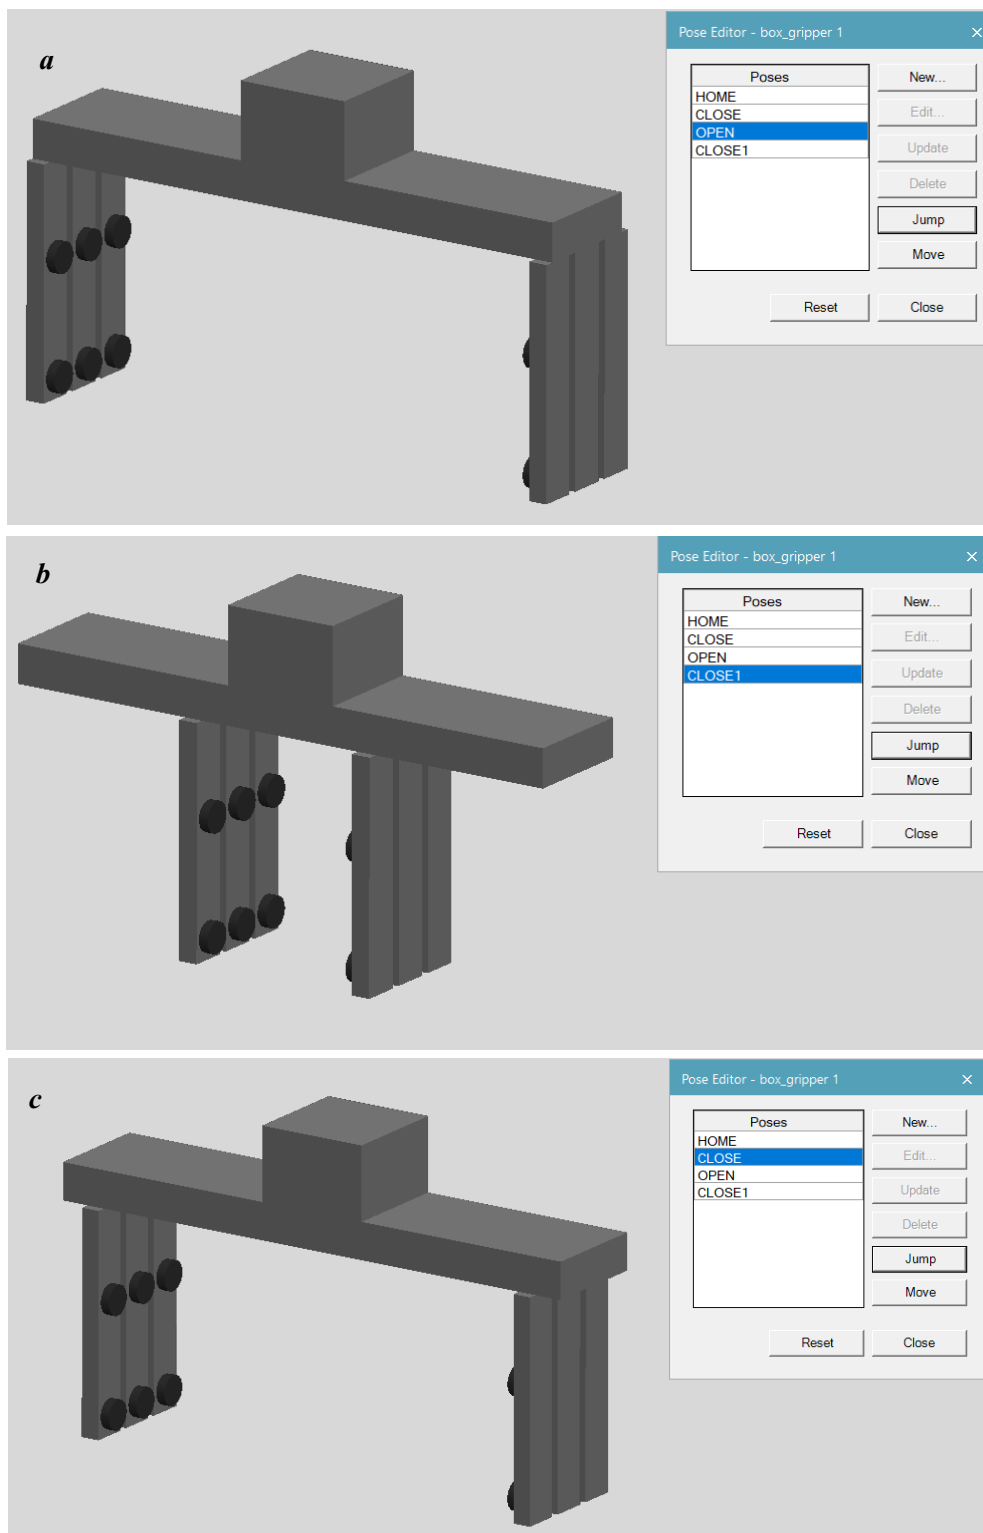 a
Pose Editor - box_gripper 1
Poses
HOME
CLOSE
OPEN
CLOSE1
New...
Edit...
Update
Delete
Jump
Move
Reset
Close
b
Pose Editor - box_gripper 1
Poses
HOME
CLOSE
OPEN
CLOSE1
New...
Edit...
Update
Delete
Jump
Move
Reset
Close
c
Pose Editor - box_gripper 1
Poses
HOME
CLOSE
OPEN
CLOSE1
New...
Edit...
Update
Delete
Jump
Move
Reset
Close